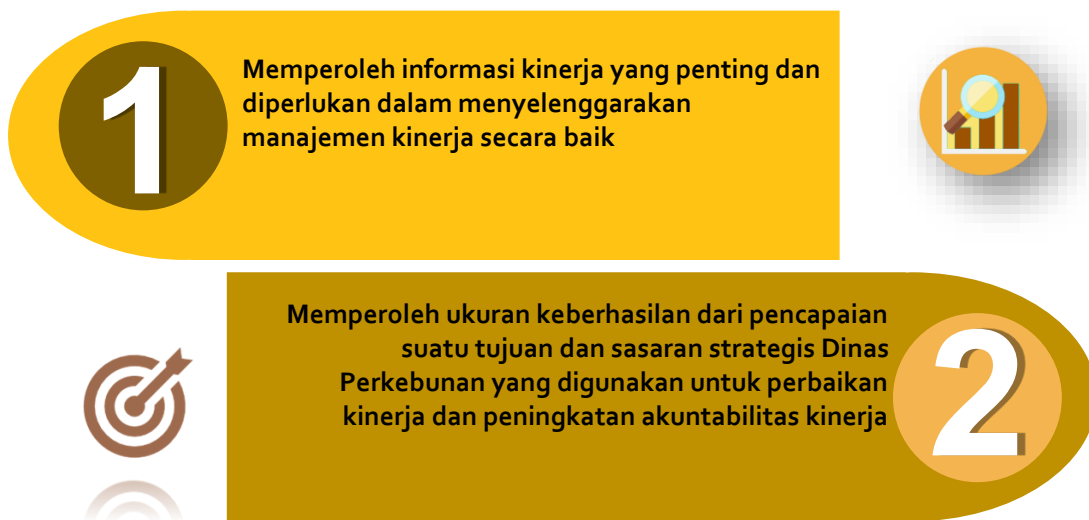 1
Memperoleh informasi kinerja yang penting dan
diperlukan dalam menyelenggarakan
manajemen kinerja secara baik
Memperoleh ukuran keberhasilan dari pencapaian
suatu tujuan dan sasaran strategis Dinas
Perkebunan yang digunakan untuk perbaikan
kinerja dan peningkatan akuntabilitas kinerja
2